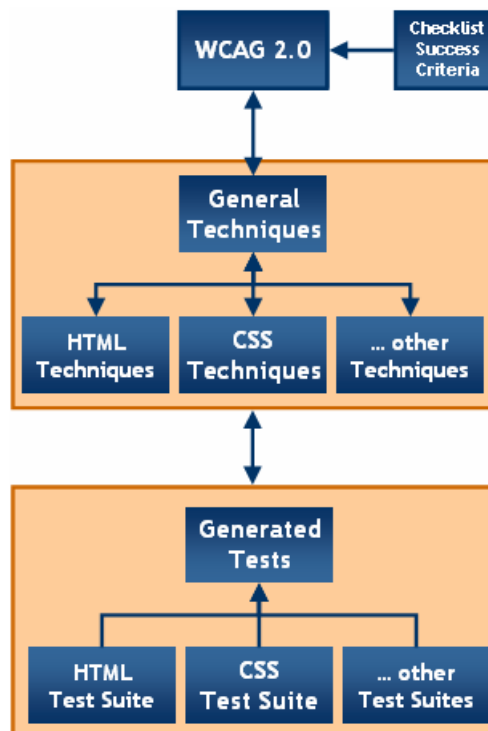 WCAG 2.0
Checklist
Success
Criteria
General
Techniques
HTML
Techniques
CSS
Techniques
... other
Techniques
Generated
Tests
HTML
Test Suite
CSS
Test Suite
... other
Test Suites